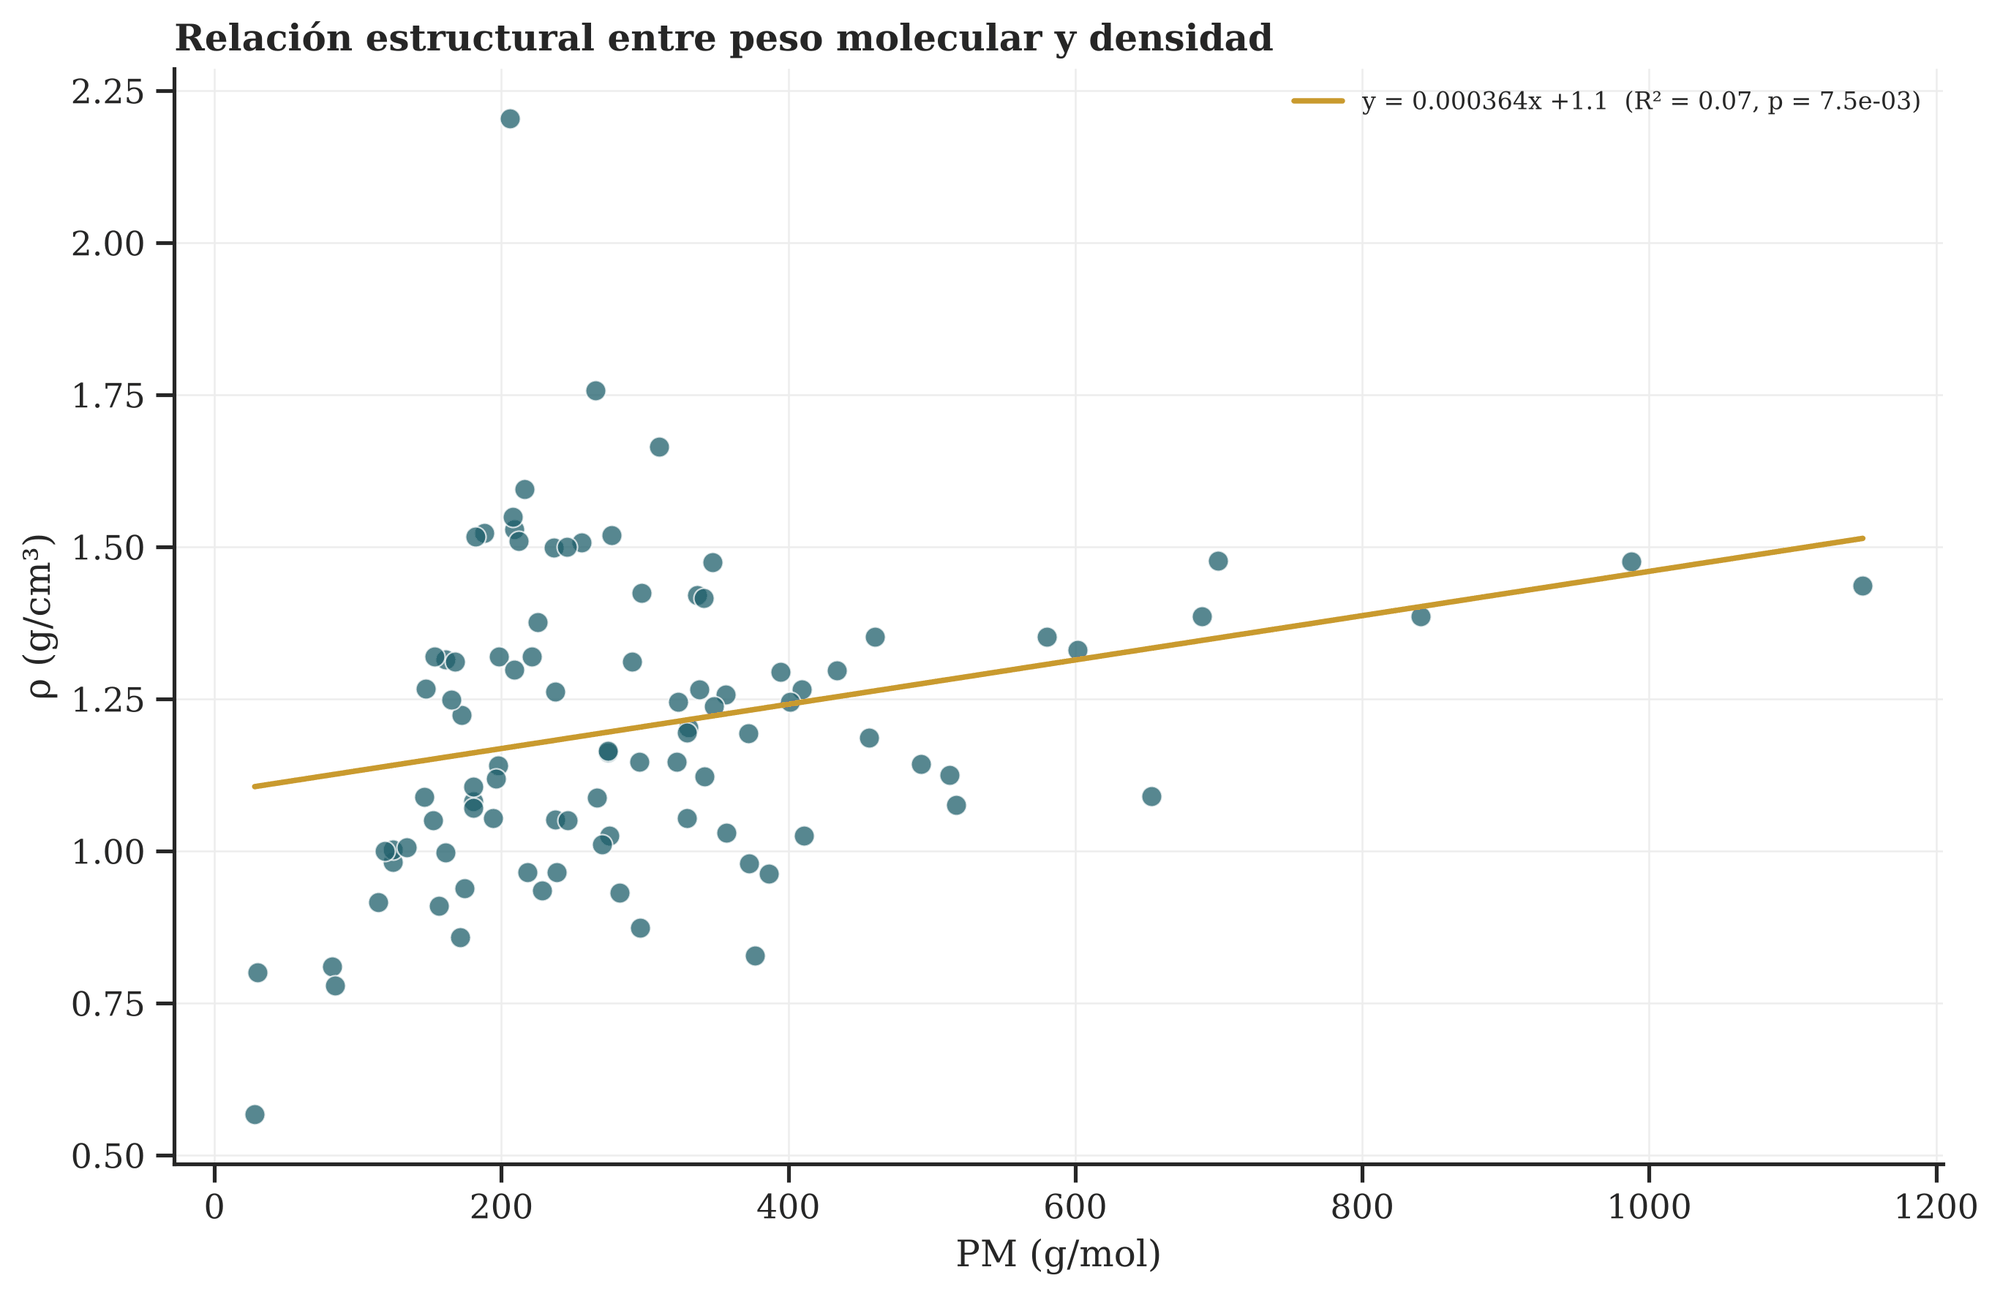 Relación estructural entre peso molecular y densidad
y = 0.000364x +1.1 (R² = 0.07, p = 7.5e-03)
2.25
2.00
1.75
1.50
1.25
1.00
0.75
0.50
ρ (g/cm³)
0 200 400 600 800 1000 1200
PM (g/mol)